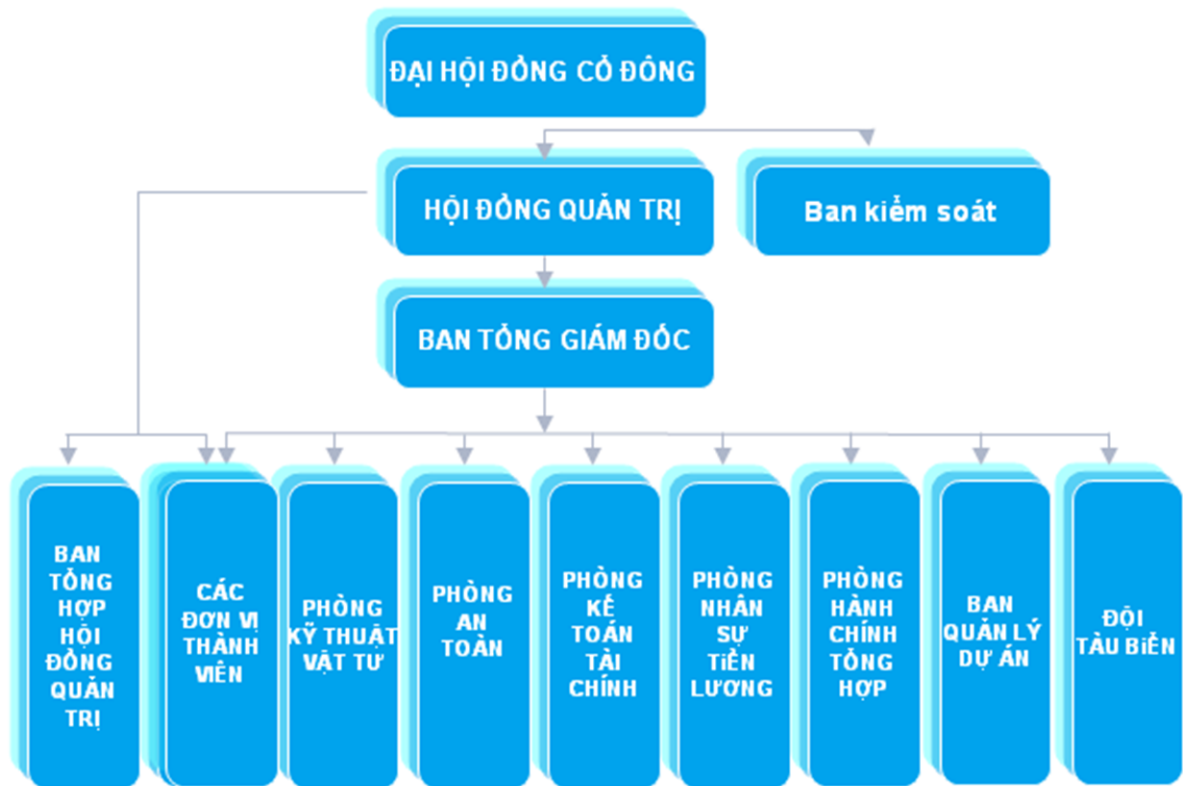 ĐẠI HỘI ĐỒNG CỔ ĐÔNG
HỘI ĐỒNG QUẢN TRỊ
Ban kiểm soát
BAN TỔNG GIÁM ĐỐC
BAN
TỔNG
HỢP
HỘI
ĐỒNG
QUẢN
TRỊ
CÁC
ĐƠN VỊ
THÀNH
VIÊN
PHÒNG
KỸ THUẬT
VẬT TƯ
PHÒNG
AN
TOÀN
PHÒNG
KẾ
TOÁN
TÀI
CHÍNH
PHÒNG
NHÂN
SỰ
TiỀN
LƯƠNG
PHÒNG
HÀNH
CHÍNH
TỔNG
HỢP
BAN
QUẢN LÝ
DỰ ÁN
ĐỘI
TÀU BiỂN